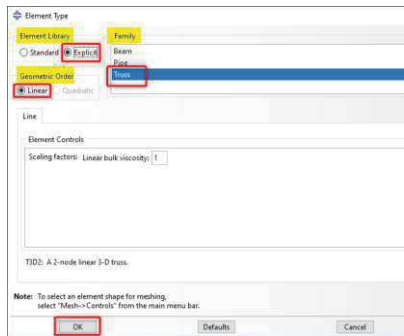 Element Type
Element Library
Family
Standard Explicit
Beam
Pipe
Truss
Geometric Order
Linear Quadratic
Line
Element Controls
Scaling factors: Linear bulk viscosity: 1
T3D2: A 2-node linear 3-D truss.
Note: To select an element shape for meshing,
select "Mesh->Controls" from the main menu bar.
OK Defaults Cancel